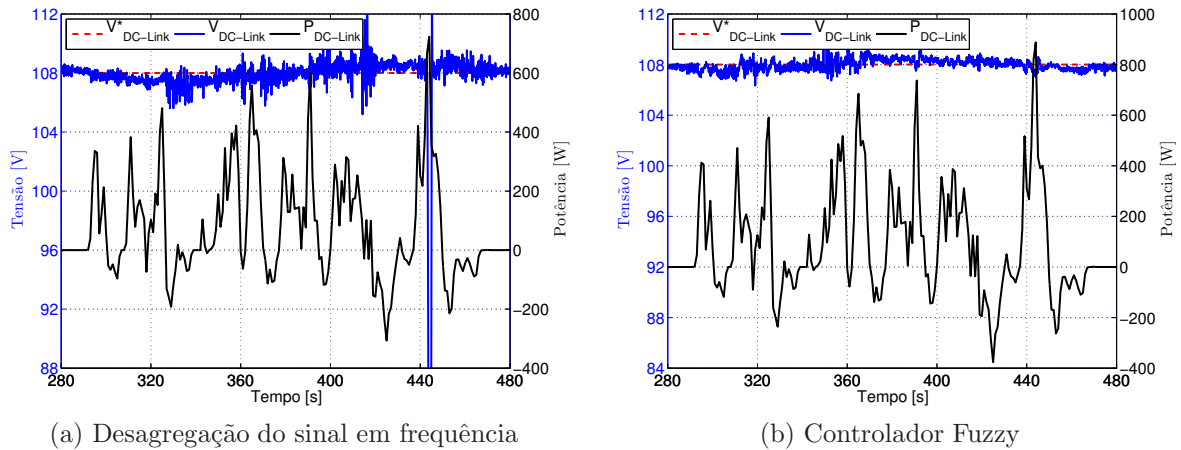 V*DC−Link VDC−Link PDC−Link
112
108
104
100
96
92
88
800
600
400
200
0
−200
−400
280 320 360 400 440 480
Tensão [V]
Potência [W]
Tempo [s]
(a) Desagregação do sinal em frequência
V*DC−Link VDC−Link PDC−Link
112
108
104
100
96
92
88
84
1000
800
600
400
200
0
−200
−400
280 320 360 400 440 480
Tensão [V]
Potência [W]
Tempo [s]
(b) Controlador Fuzzy